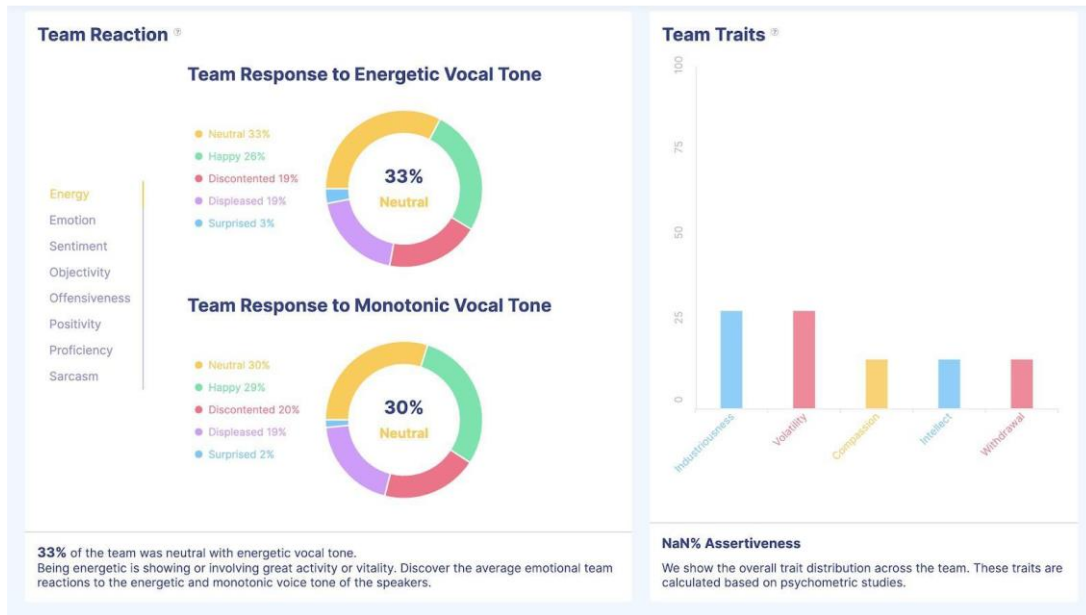 Team Reaction ?
Team Response to Energetic Vocal Tone
Neutral 33%
Happy 26%
Discontented 19%
Displeased 19%
Surprised 3%
33%
Neutral
Energy
Emotion
Sentiment
Objectivity
Offensiveness
Positivity
Proficiency
Sarcasm
Team Response to Monotonic Vocal Tone
Neutral 30%
Happy 29%
Discontented 20%
Displeased 19%
Surprised 2%
30%
Neutral
33% of the team was neutral with energetic vocal tone.
Being energetic is showing or involving great activity or vitality. Discover the average emotional team
reactions to the energetic and monotonic voice tone of the speakers.
Team Traits ?
100
75
50
25
0
Industriousness
Volatility
Compassion
Intellect
Withdrawal
NaN% Assertiveness
We show the overall trait distribution across the team. These traits are
calculated based on psychometric studies.